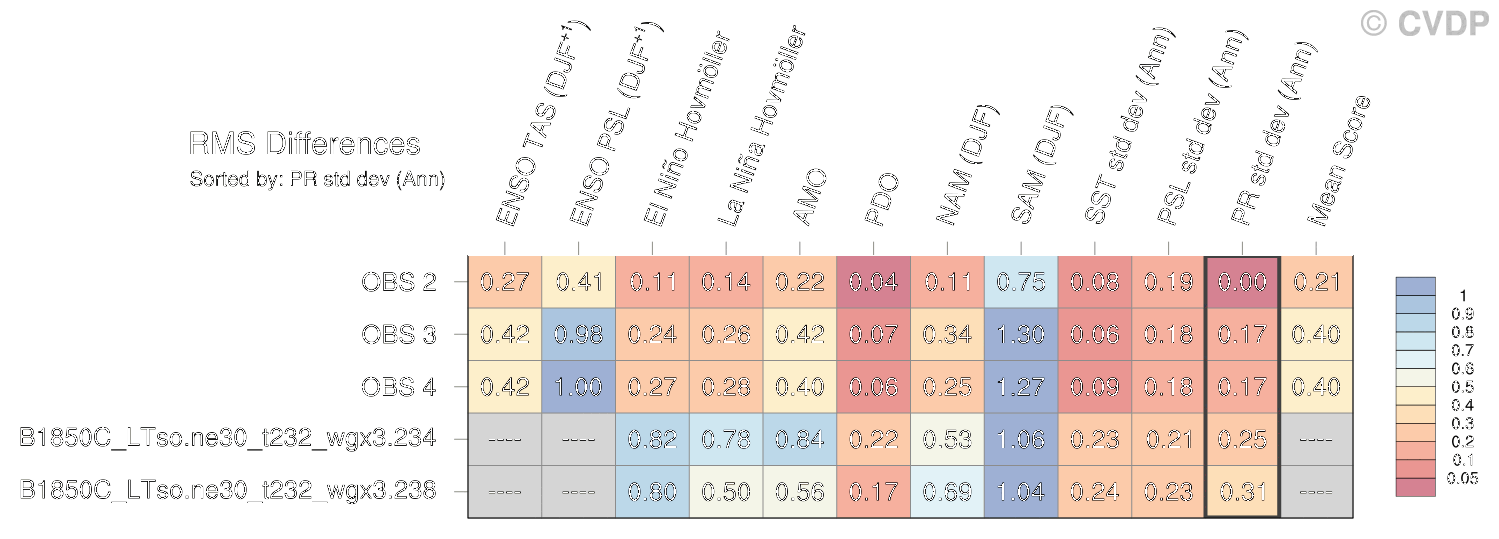 © CVDP
RMS Differences
Sorted by: PR std dev (Ann)
ENSO TAS (DJF+1)
ENSO PSL (DJF+1)
El Niño Hovmöller
La Niña Hovmöller
AMO
PDO
NAM (DJF)
SAM (DJF)
SST std dev (Ann)
PSL std dev (Ann)
PR std dev (Ann)
Mean Score
OBS 2 0.27 0.41 0.11 0.14 0.22 0.04 0.11 0.75 0.08 0.19 0.00 0.21
OBS 3 0.42 0.98 0.24 0.26 0.42 0.07 0.34 1.30 0.06 0.18 0.17 0.40
OBS 4 0.42 1.00 0.27 0.28 0.40 0.06 0.25 1.27 0.09 0.18 0.17 0.40
B1850C_LTso.ne30_t232_wgx3.234 ---- ---- 0.82 0.78 0.84 0.22 0.53 1.06 0.23 0.21 0.25 ----
B1850C_LTso.ne30_t232_wgx3.238 ---- ---- 0.80 0.50 0.56 0.17 0.69 1.04 0.24 0.23 0.31 ----
1
0.9
0.8
0.7
0.6
0.5
0.4
0.3
0.2
0.1
0.05